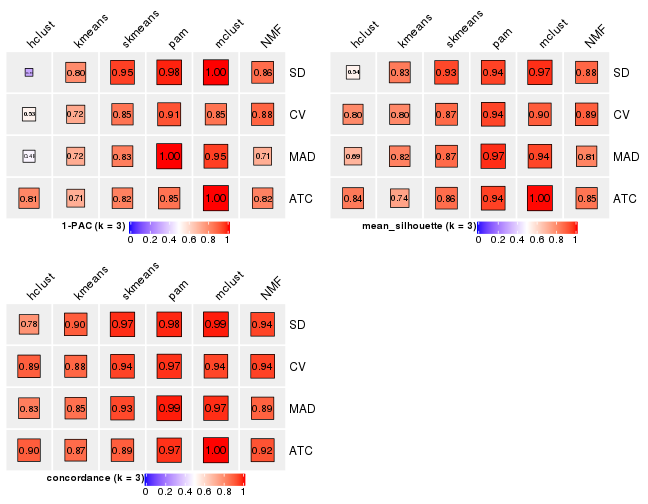 hclust kmeans skmeans pam mclust NMF
0.80 0.95 0.98 1.00 0.86 SD
0.53 0.72 0.85 0.91 0.85 0.88 CV
0.72 0.83 1.00 0.95 0.71 MAD
0.81 0.71 0.82 0.85 1.00 0.82 ATC
1-PAC (k = 3)
0 0.2 0.4 0.6 0.8 1
hclust kmeans skmeans pam mclust NMF
0.54 0.83 0.93 0.94 0.97 0.88 SD
0.80 0.80 0.87 0.94 0.90 0.89 CV
0.69 0.82 0.87 0.97 0.94 0.81 MAD
0.84 0.74 0.86 0.94 1.00 0.85 ATC
mean_silhouette (k = 3)
0 0.2 0.4 0.6 0.8 1
hclust kmeans skmeans pam mclust NMF
0.78 0.90 0.97 0.98 0.99 0.94 SD
0.89 0.88 0.94 0.97 0.94 0.94 CV
0.83 0.85 0.93 0.99 0.97 0.89 MAD
0.90 0.87 0.89 0.97 1.00 0.92 ATC
concordance (k = 3)
0 0.2 0.4 0.6 0.8 1